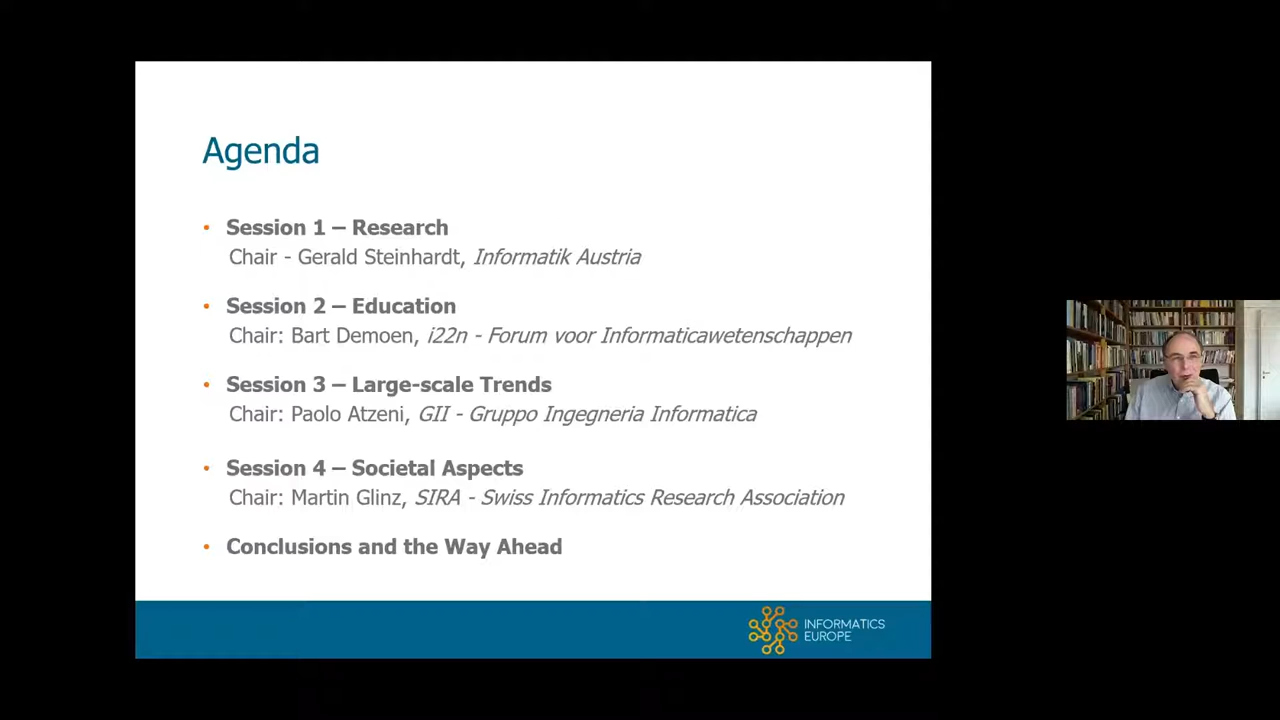 Agenda
• Session 1 – Research
Chair - Gerald Steinhardt, Informatik Austria
• Session 2 – Education
Chair: Bart Demoen, i22n - Forum voor Informaticawetenschappen
• Session 3 – Large-scale Trends
Chair: Paolo Atzeni, GII - Gruppo Ingegneria Informatica
• Session 4 – Societal Aspects
Chair: Martin Glinz, SIRA - Swiss Informatics Research Association
• Conclusions and the Way Ahead
INFORMATICS
EUROPE